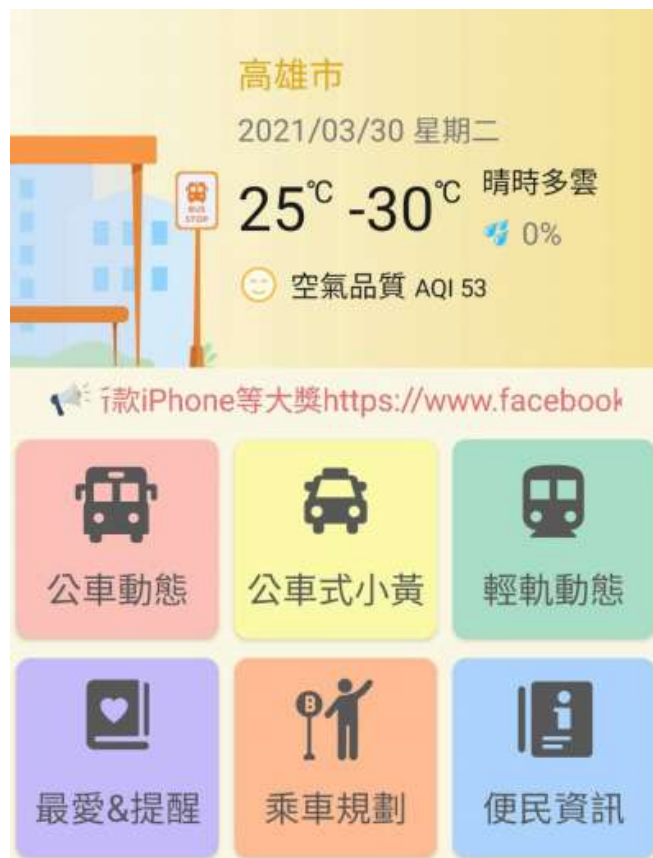 高雄市
2021/03/30 星期二
BUS
STOP
25℃ -30℃
晴時多雲
0%
空氣品質 AQI 53
款iPhone等大獎https://www.facebook
公車動態
公車式小黃
輕軌動態
B
最愛&提醒
乘車規劃
便民資訊